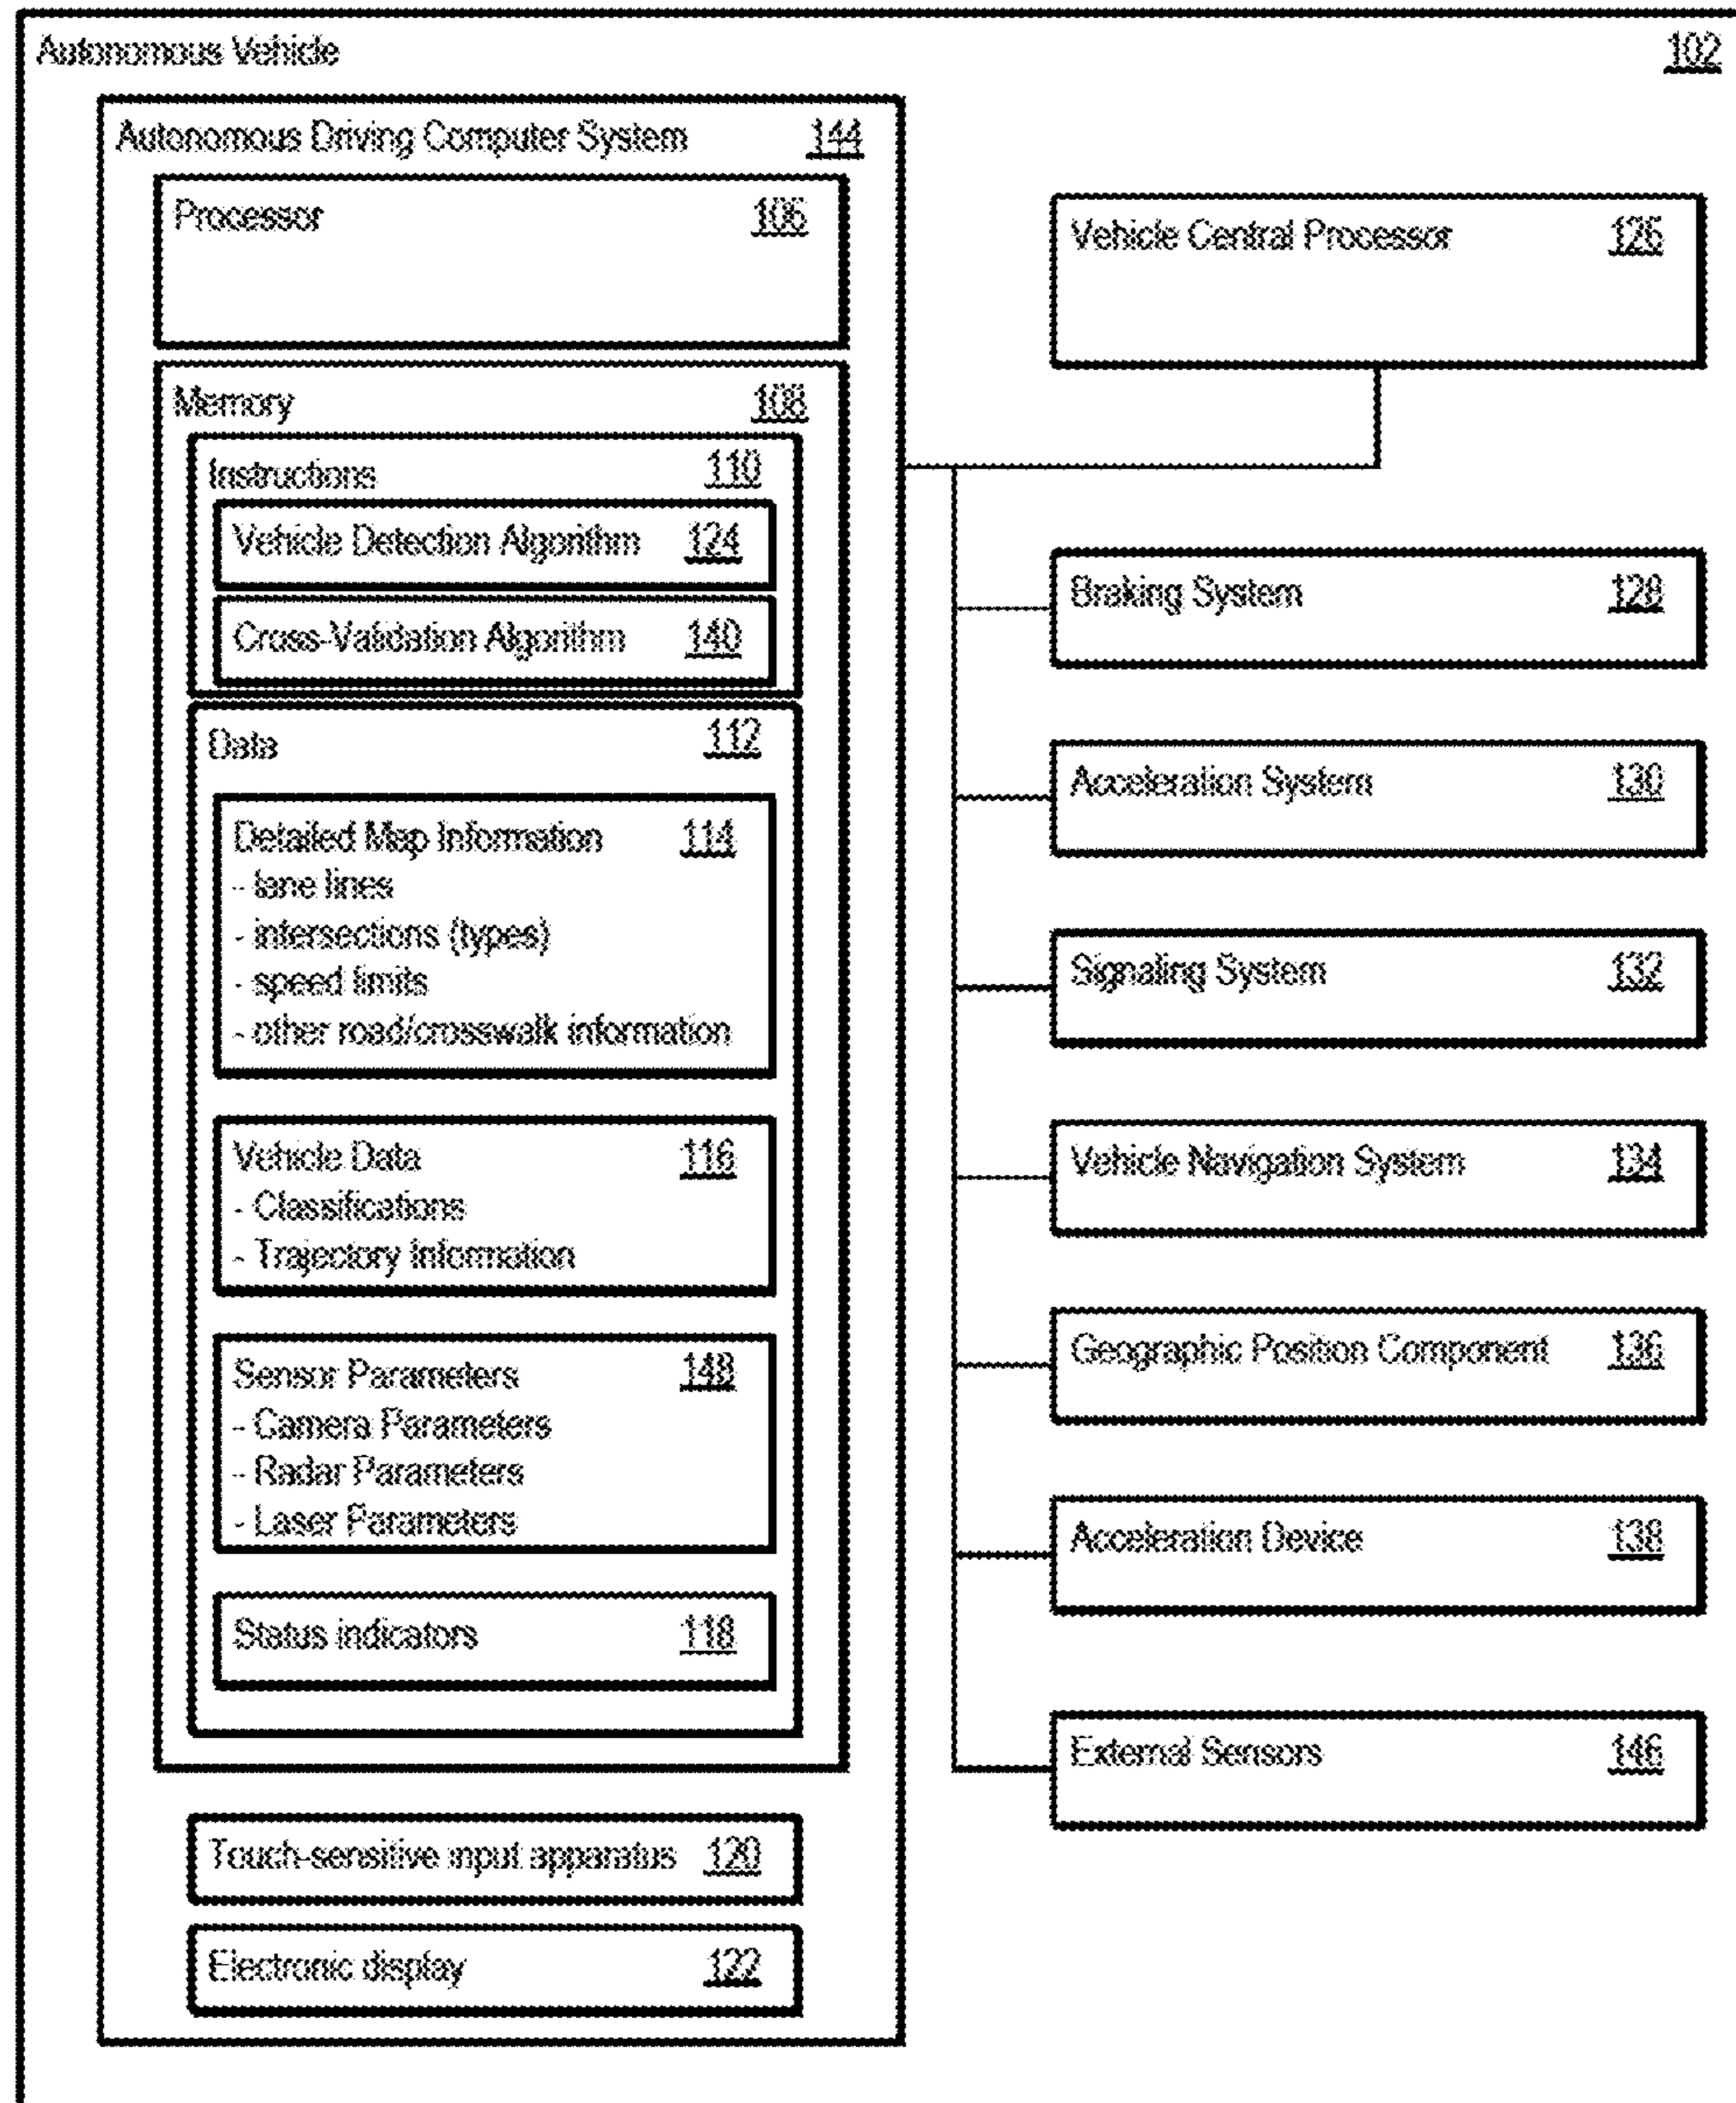 Autonomous Vehicle 102
Autonomous Driving Computer System 144
Processor 106
Memory 108
Instructions 110
Vehicle Detection Algorithm 124
Cross-Validation Algorithm 140
Data 112
Detailed Map Information 114
- lane lines
- intersections (types)
- speed limits
- other road/crosswalk information
Vehicle Data 116
- Classifications
- Trajectory Information
Sensor Parameters 148
- Camera Parameters
- Radar Parameters
- Laser Parameters
Status indicators 118
Touch-sensitive input apparatus 120
Electronic display 122
Vehicle Central Processor 126
Braking System 128
Acceleration System 130
Signaling System 132
Vehicle Navigation System 134
Geographic Position Component 136
Acceleration Device 138
External Sensors 146